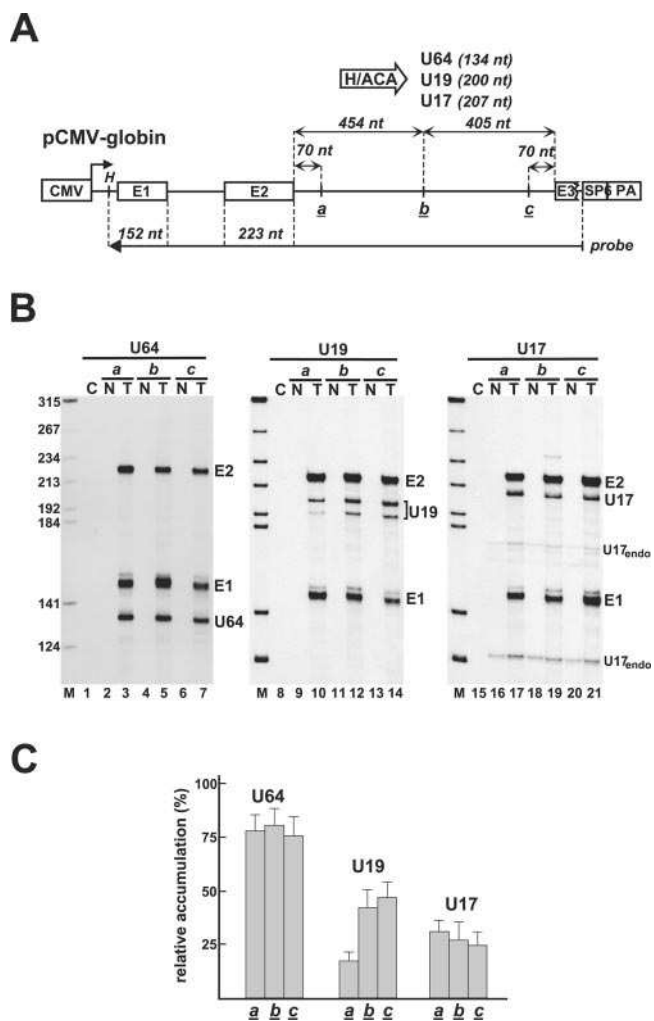 A
H/ACA
U64 (134 nt)
U19 (200 nt)
U17 (207 nt)
454 nt 405 nt
pCMV-globin
70 nt 70 nt
H
CMV E1 E2 E3 SP6 PA
a b c
152 nt 223 nt probe
B
U64 U19 U17
a b c a b c a b c
C N T N T N T C N T N T N T C N T N T N T
315
267
234
213
192
184
141
124
E2
E1
U64
E2
U19
E1
E2
U17
U17endo
E1
U17endo
M 1 2 3 4 5 6 7 M 8 9 10 11 12 13 14 M 15 16 17 18 19 20 21
C
relative accumulation (%)
100
75
50
25
U64
U19
U17
a b c a b c a b c